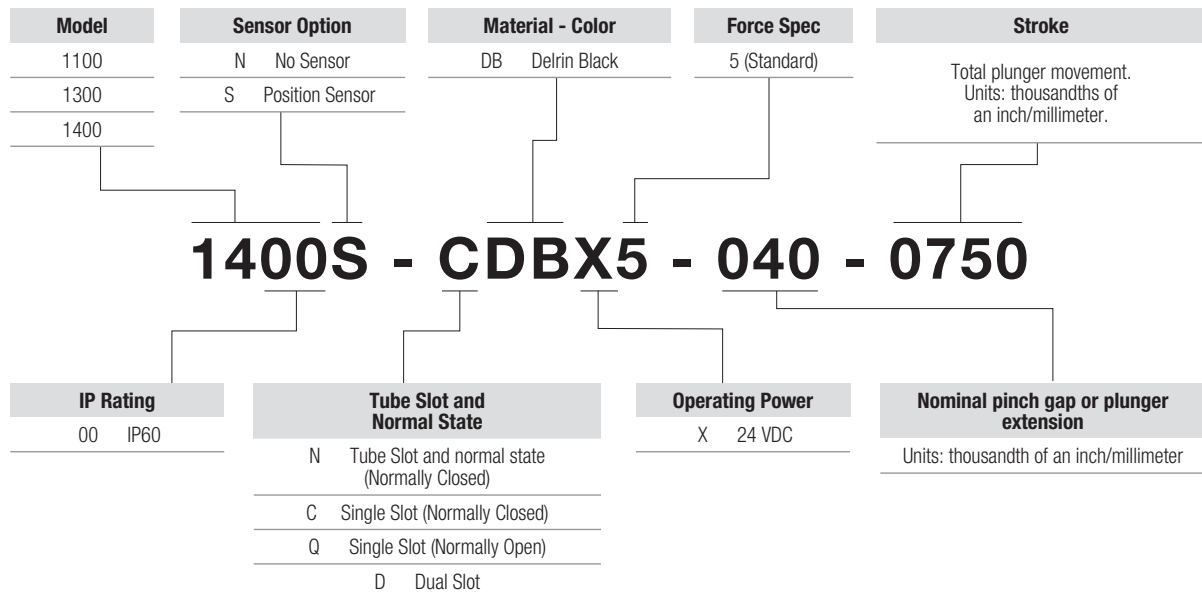 Model
1100
1300
1400
Sensor Option
N No Sensor
S Position Sensor
Material - Color
DB Delrin Black
Force Spec
5 (Standard)
Stroke
Total plunger movement.
Units: thousandths of
an inch/millimeter.
1400S - CDBX5 - 040 - 0750
IP Rating
00 IP60
Tube Slot and
Normal State
N Tube Slot and normal state
(Normally Closed)
C Single Slot (Normally Closed)
Q Single Slot (Normally Open)
D Dual Slot
Operating Power
X 24 VDC
Nominal pinch gap or plunger
extension
Units: thousandth of an inch/millimeter